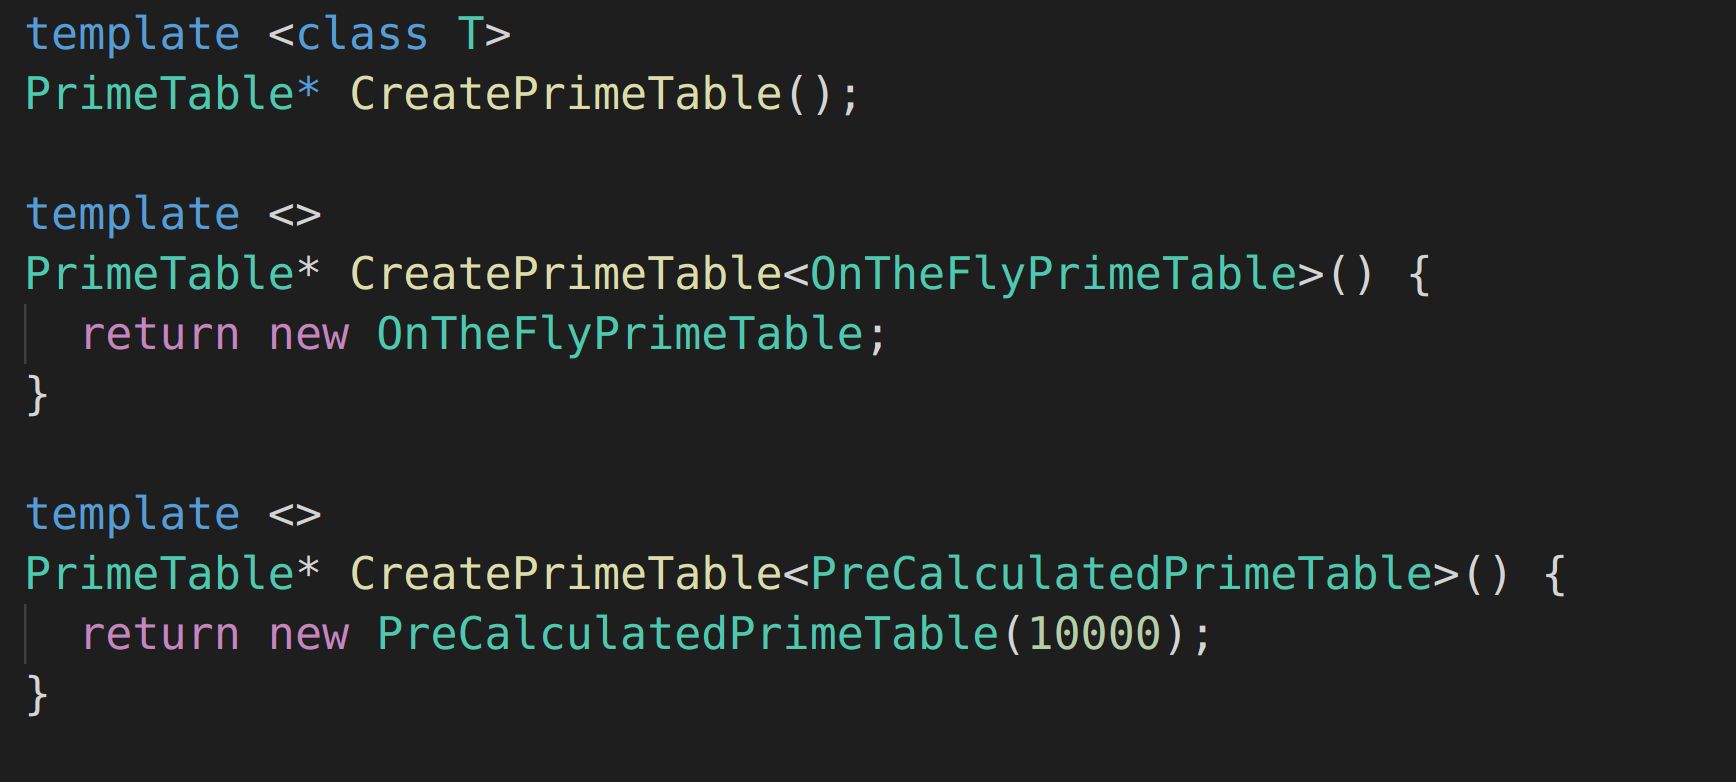 template <class T>
PrimeTable* CreatePrimeTable();
template <>
PrimeTable* CreatePrimeTable<OnTheFlyPrimeTable>() {
  return new OnTheFlyPrimeTable;
}
template <>
PrimeTable* CreatePrimeTable<PreCalculatedPrimeTable>() {
  return new PreCalculatedPrimeTable(10000);
}